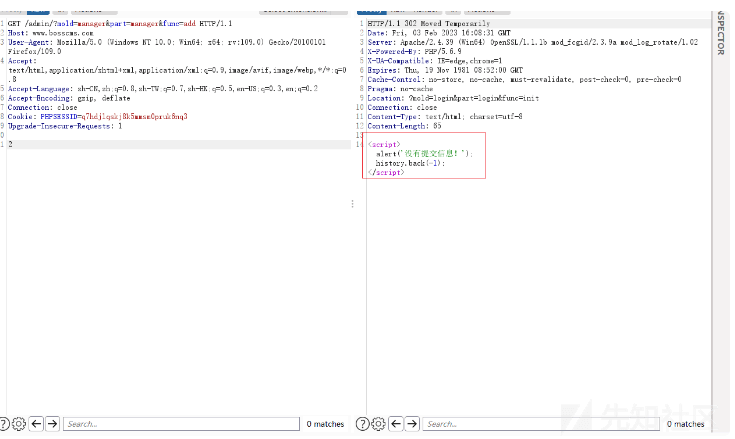 1 GET /admin/?mold=manager&part=manager&func=add HTTP/1.1
2 Host: www.bosscms.com
3 User-Agent: Mozilla/5.0 (Windows NT 10.0; Win64; x64; rv:109.0) Gecko/20100101
Firefox/109.0
4 Accept:
text/html,application/xhtml+xml,application/xml;q=0.9,image/avif,image/webp,*/*;q=0
.8
5 Accept-Language: zh-CN,zh;q=0.8,zh-TW;q=0.7,zh-HK;q=0.5,en-US;q=0.3,en;q=0.2
6 Accept-Encoding: gzip, deflate
7 Connection: close
8 Cookie: PHPSESSID=
9 Upgrade-Insecure-Requests: 1
0
1 2
1 HTTP/1.1 302 Moved Temporarily
2 Date: Fri, 03 Feb 2023 16:08:31 GMT
3 Server: Apache/2.4.39 (Win64) OpenSSL/1.1.1b mod_fcgid/2.3.9a mod_log_rotate/1.02
4 X-Powered-By: PHP/5.6.9
5 X-UA-Compatible: IE=edge,chrome=1
6 Expires: Thu, 19 Nov 1981 08:52:00 GMT
7 Cache-Control: no-store, no-cache, must-revalidate, post-check=0, pre-check=0
8 Pragma: no-cache
9 Location: ?mold=login&part=login&func=init
10 Connection: close
11 Content-Type: text/html; charset=utf-8
12 Content-Length: 85
13
14 <script>
alert('没有提交信息！');
history.back(-1);
</script>
INSPECTOR
Search...
0 matches
Search...
0 matches
先知社区